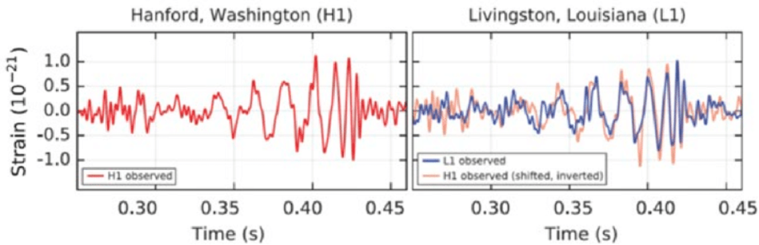 Hanford, Washington (H1)
Livingston, Louisiana (L1)
Strain (10⁻²¹)
1.0
0.5
0.0
-0.5
-1.0
H1 observed
L1 observed
H1 observed (shifted, inverted)
0.30 0.35 0.40 0.45
0.30 0.35 0.40 0.45
Time (s)
Time (s)